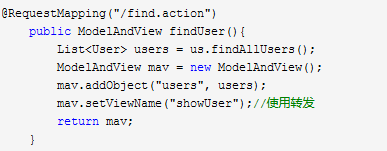 @RequestMapping("/find.action")
    public ModelAndView findUser(){
        List<User> users = us.findAllUsers();
        ModelAndView mav = new ModelAndView();
        mav.addObject("users", users);
        mav.setViewName("showUser");//使用转发
        return mav;
    }